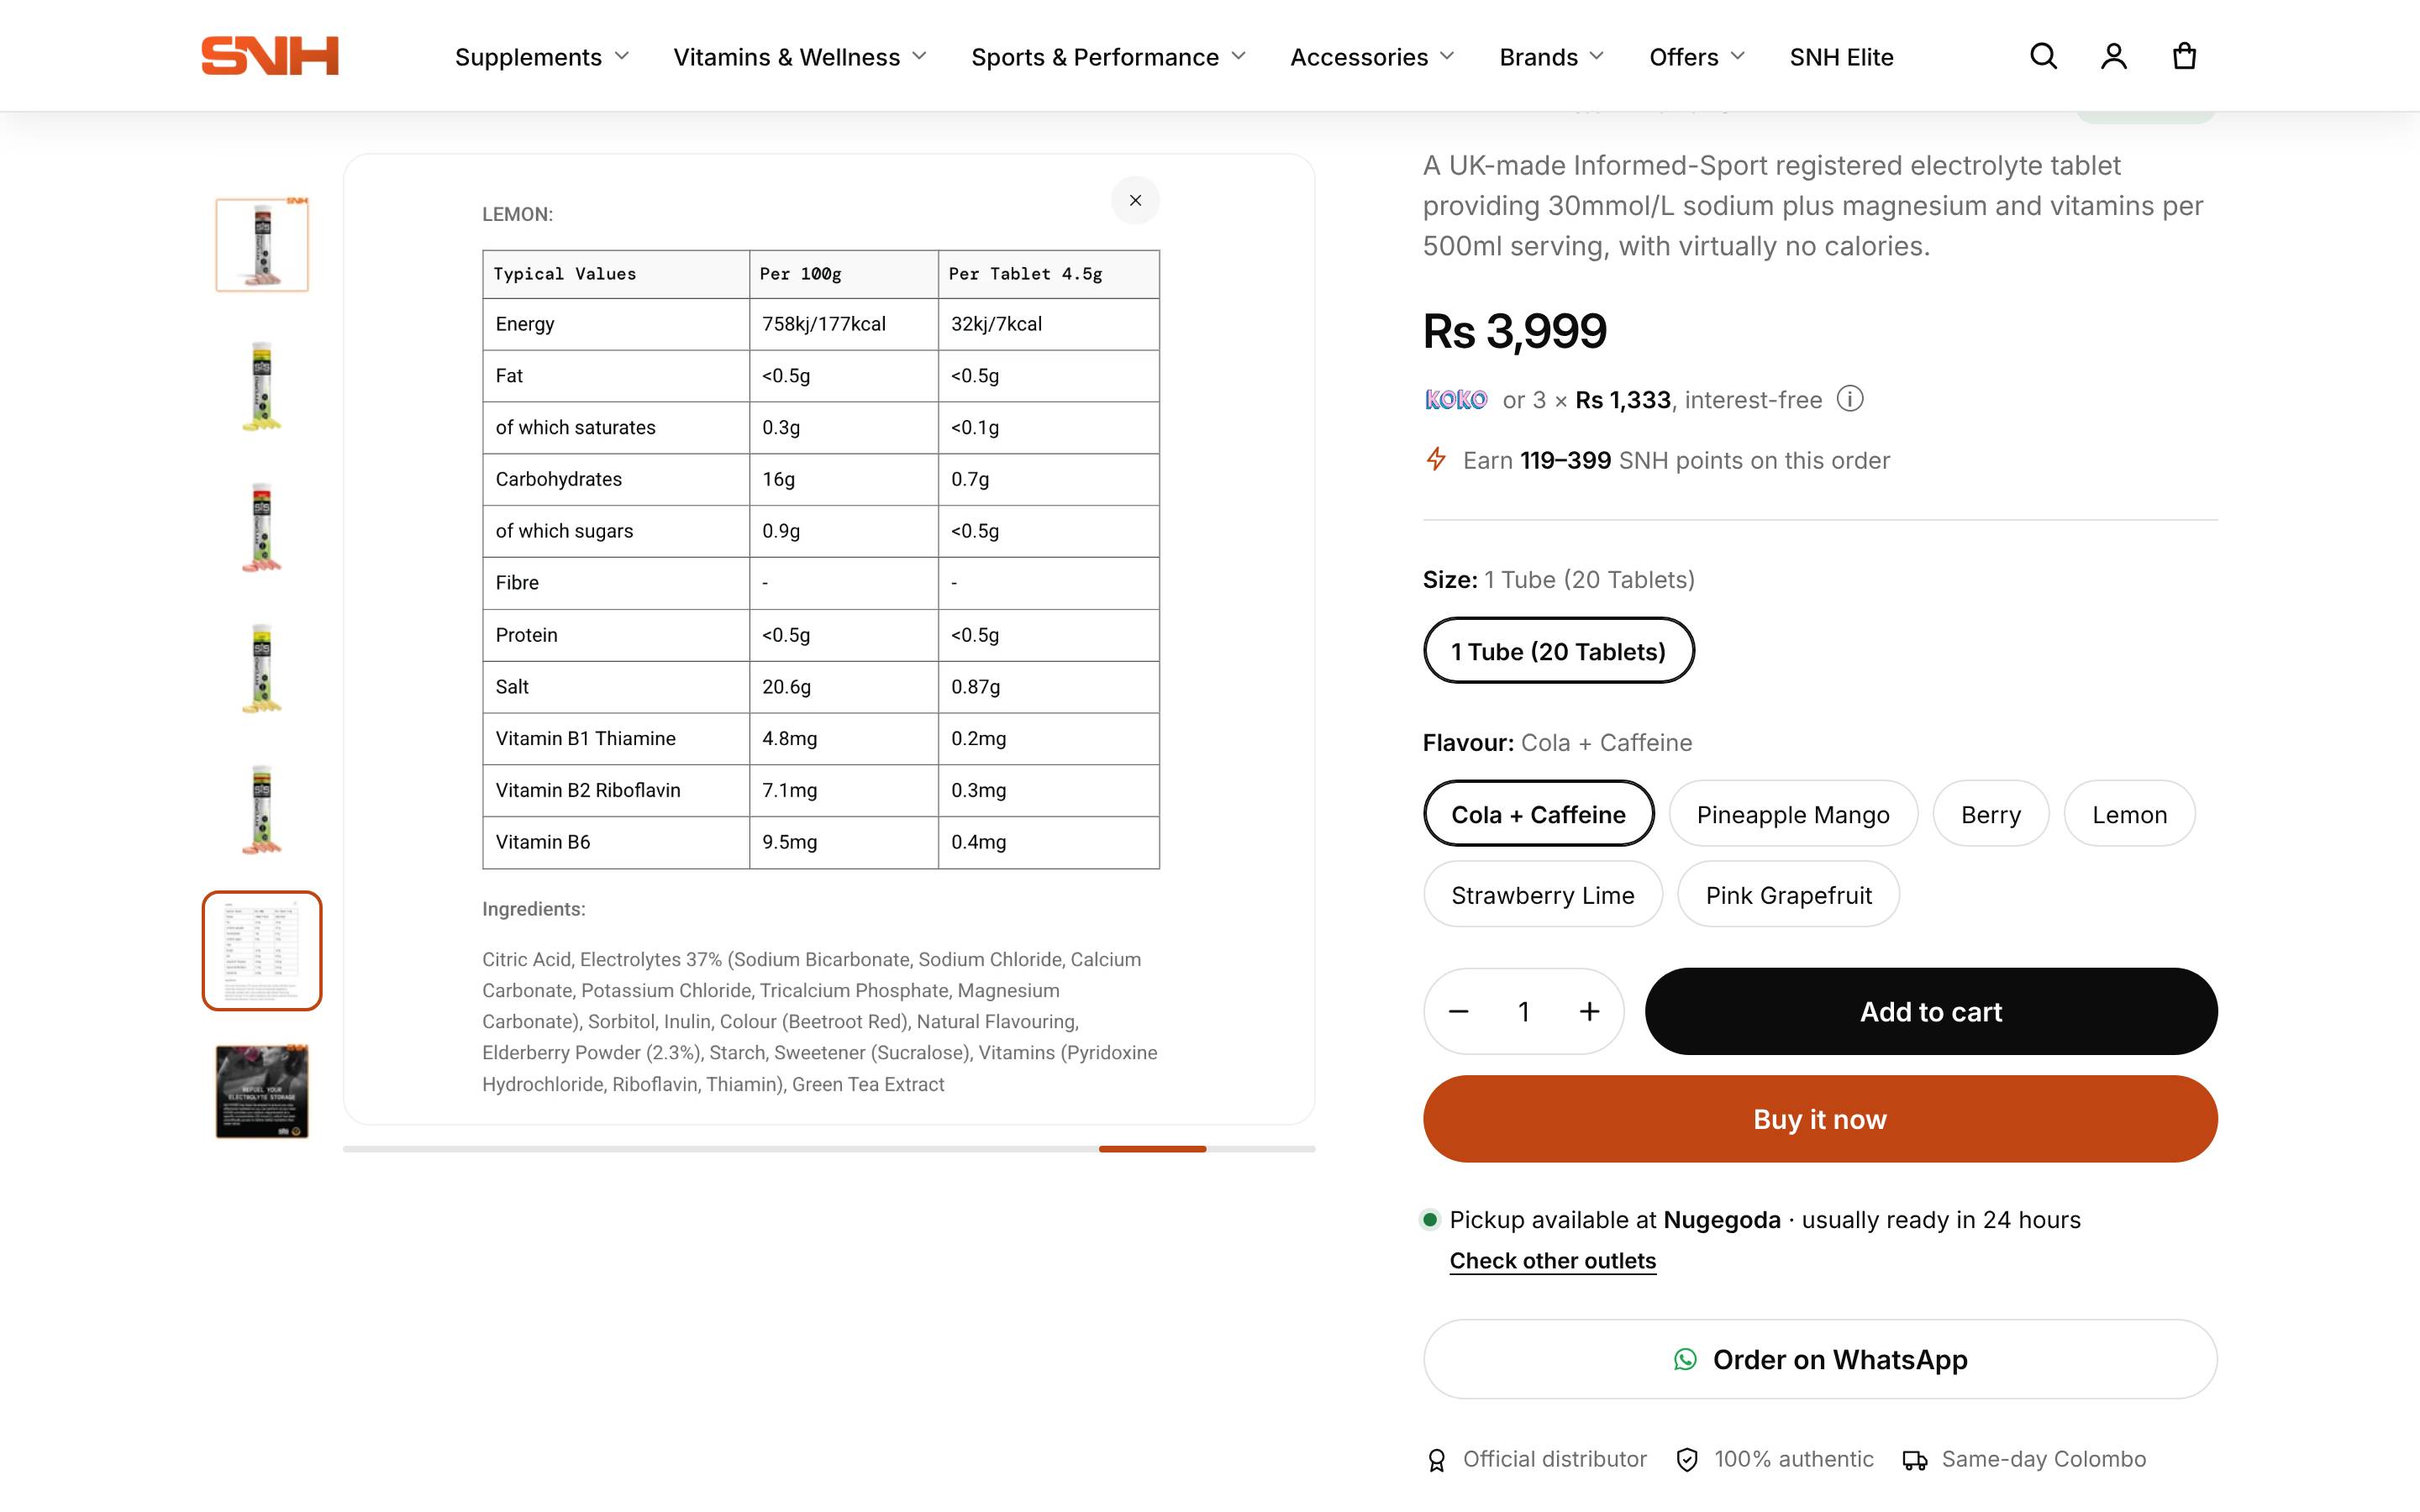 SNH
Supplements
Vitamins & Wellness
Sports & Performance
Accessories
Brands
Offers
SNH Elite
LEMON:
Typical Values Per 100g Per Tablet 4.5g
Energy 758kj/177kcal 32kj/7kcal
Fat <0.5g <0.5g
of which saturates 0.3g <0.1g
Carbohydrates 16g 0.7g
of which sugars 0.9g <0.5g
Fibre - -
Protein <0.5g <0.5g
Salt 20.6g 0.87g
Vitamin B1 Thiamine 4.8mg 0.2mg
Vitamin B2 Riboflavin 7.1mg 0.3mg
Vitamin B6 9.5mg 0.4mg
Ingredients:
Citric Acid, Electrolytes 37% (Sodium Bicarbonate, Sodium Chloride, Calcium
Carbonate, Potassium Chloride, Tricalcium Phosphate, Magnesium
Carbonate), Sorbitol, Inulin, Colour (Beetroot Red), Natural Flavouring,
Elderberry Powder (2.3%), Starch, Sweetener (Sucralose), Vitamins (Pyridoxine
Hydrochloride, Riboflavin, Thiamin), Green Tea Extract
SNH
REFUEL YOUR
ELECTROLYTE STORAGE
A UK-made Informed-Sport registered electrolyte tablet
providing 30mmol/L sodium plus magnesium and vitamins per
500ml serving, with virtually no calories.
Rs 3,999
KOKO or 3 × Rs 1,333, interest-free
Earn 119–399 SNH points on this order
Size: 1 Tube (20 Tablets)
1 Tube (20 Tablets)
Flavour: Cola + Caffeine
Cola + Caffeine
Pineapple Mango
Berry
Lemon
Strawberry Lime
Pink Grapefruit
− 1 +
Add to cart
Buy it now
Pickup available at Nugegoda · usually ready in 24 hours
Check other outlets
Order on WhatsApp
Official distributor
100% authentic
Same-day Colombo